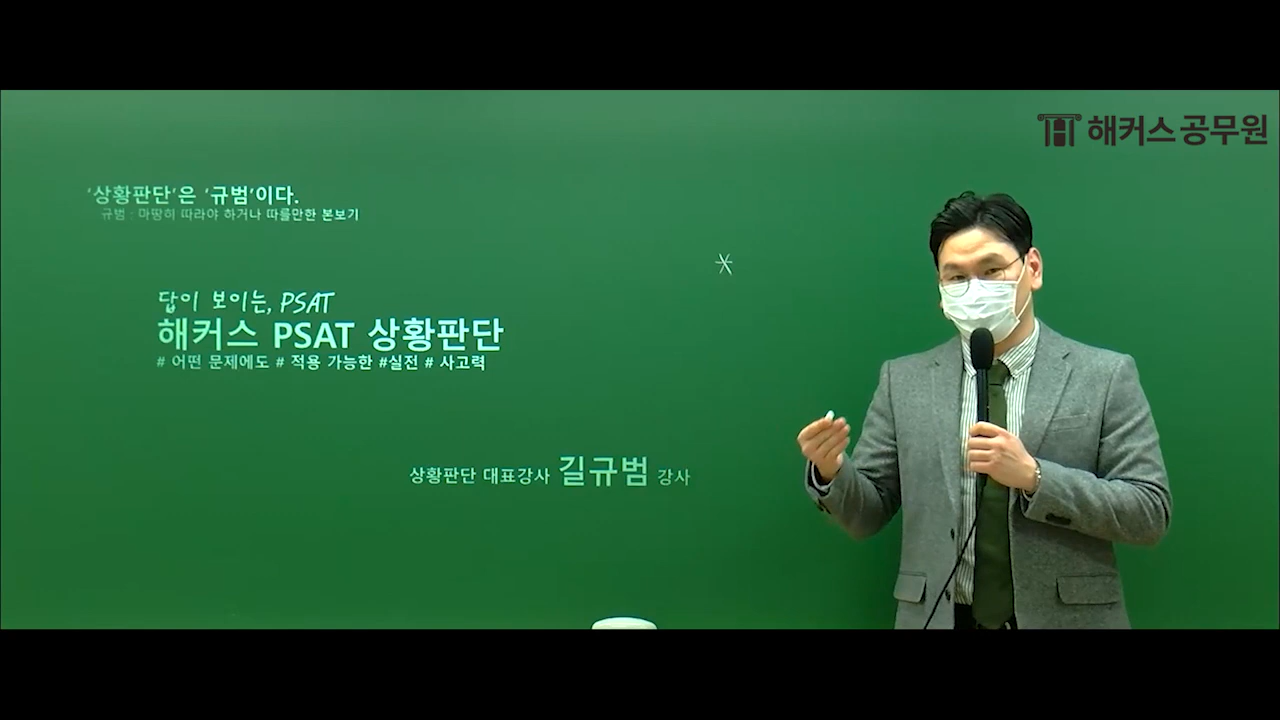 해커스 공무원
‘상황판단’은 ‘규범’이다.
규범 : 마땅히 따라야 하거나 따를만한 본보기
답이 보이는, PSAT
해커스 PSAT 상황판단
# 어떤 문제에도 # 적용 가능한 #실전 # 사고력
상황판단 대표강사 길규범 강사